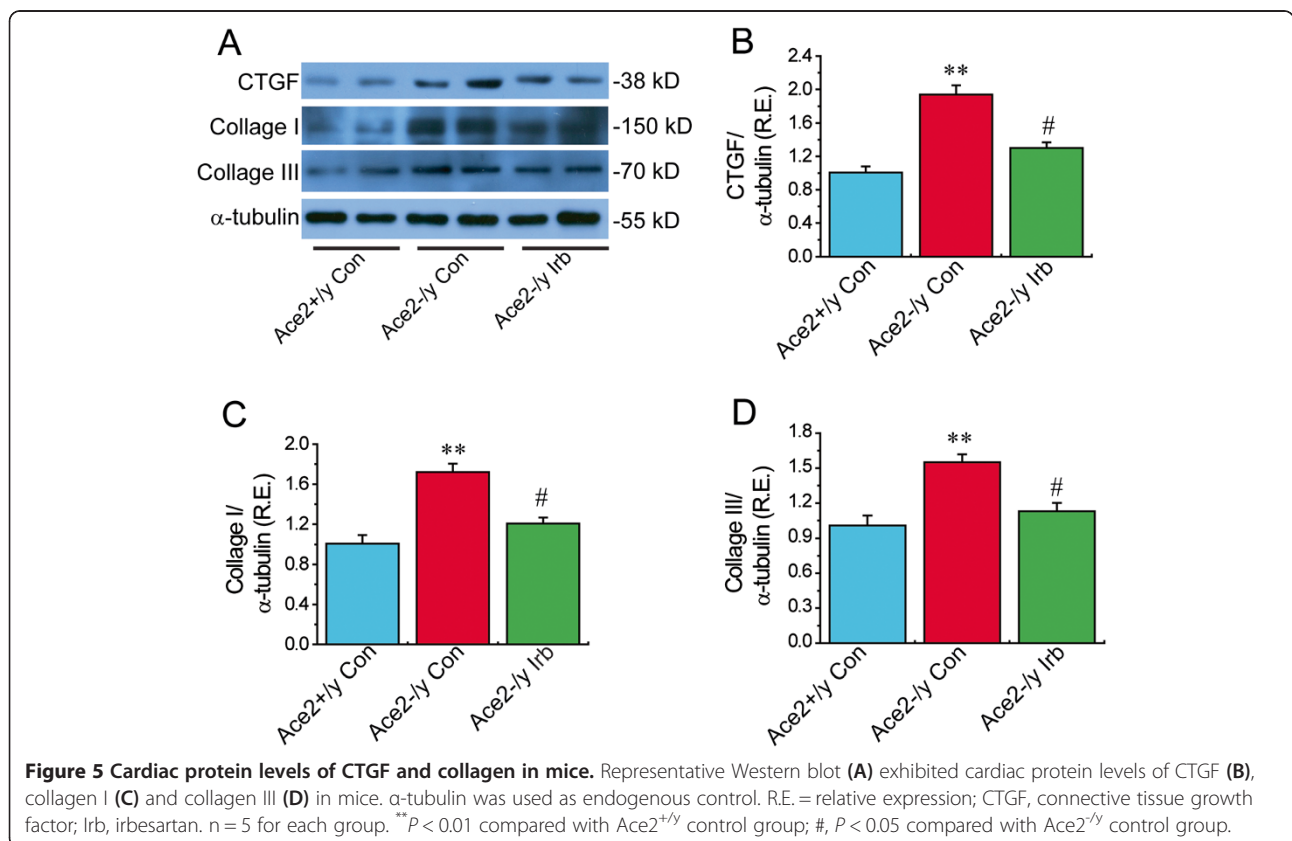 A
CTGF
-38 kD
Collage I
-150 kD
Collage III
-70 kD
α-tubulin
-55 kD
Ace2+/y Con
Ace2-/y Con
Ace2-/y Irb
B
CTGF/
α-tubulin (R.E.)
2.4
2.0
1.6
1.2
0.8
0.4
0.0
**
#
Ace2+/y Con
Ace2-/y Con
Ace2-/y Irb
C
Collage I/
α-tubulin (R.E.)
2.0
1.6
1.2
0.8
0.4
0.0
**
#
Ace2+/y Con
Ace2-/y Con
Ace2-/y Irb
D
Collage III/
α-tubulin (R.E.)
1.8
1.5
1.2
0.9
0.6
0.3
0.0
**
#
Ace2+/y Con
Ace2-/y Con
Ace2-/y Irb
Figure 5 Cardiac protein levels of CTGF and collagen in mice. Representative Western blot (A) exhibited cardiac protein levels of CTGF (B),
collagen I (C) and collagen III (D) in mice. α-tubulin was used as endogenous control. R.E. = relative expression; CTGF, connective tissue growth
factor; Irb, irbesartan. n = 5 for each group. **P < 0.01 compared with Ace2+/y control group; #, P < 0.05 compared with Ace2-/y control group.